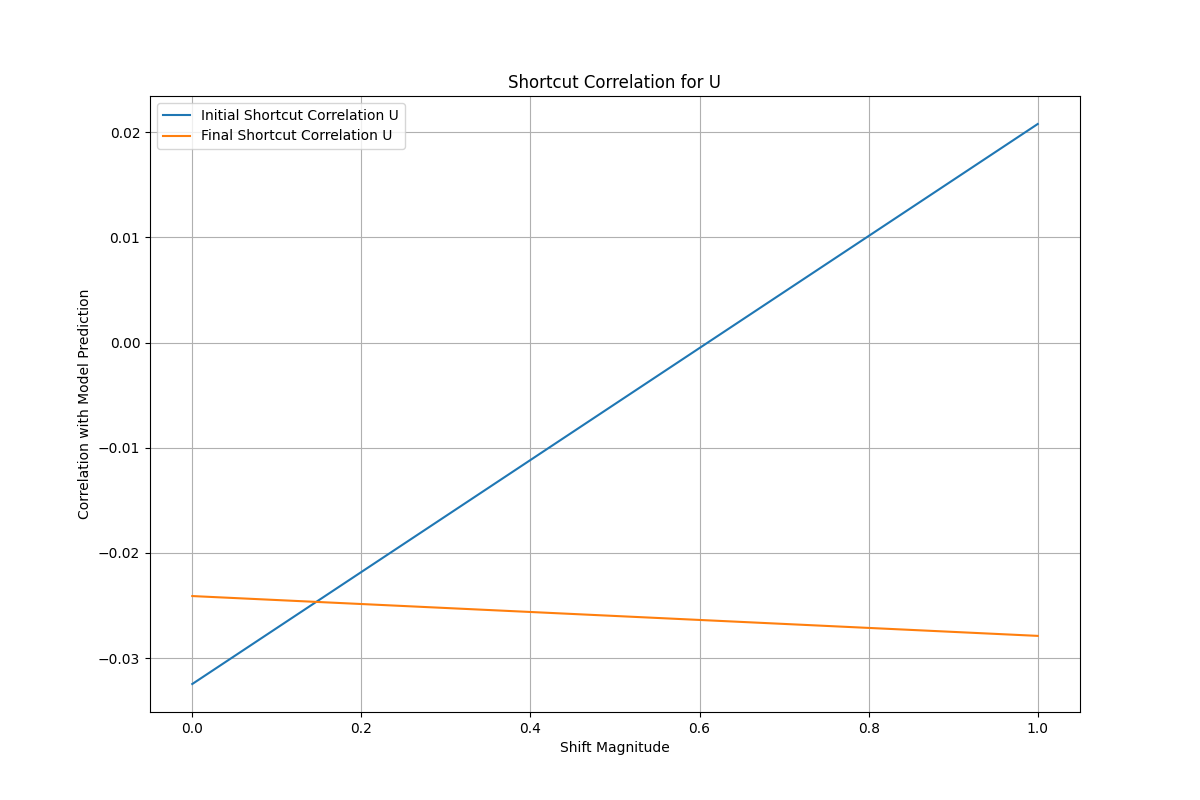 Shortcut Correlation for U
Initial Shortcut Correlation U
Final Shortcut Correlation U
Correlation with Model Prediction
0.02
0.01
0.00
−0.01
−0.02
−0.03
0.0 0.2 0.4 0.6 0.8 1.0
Shift Magnitude